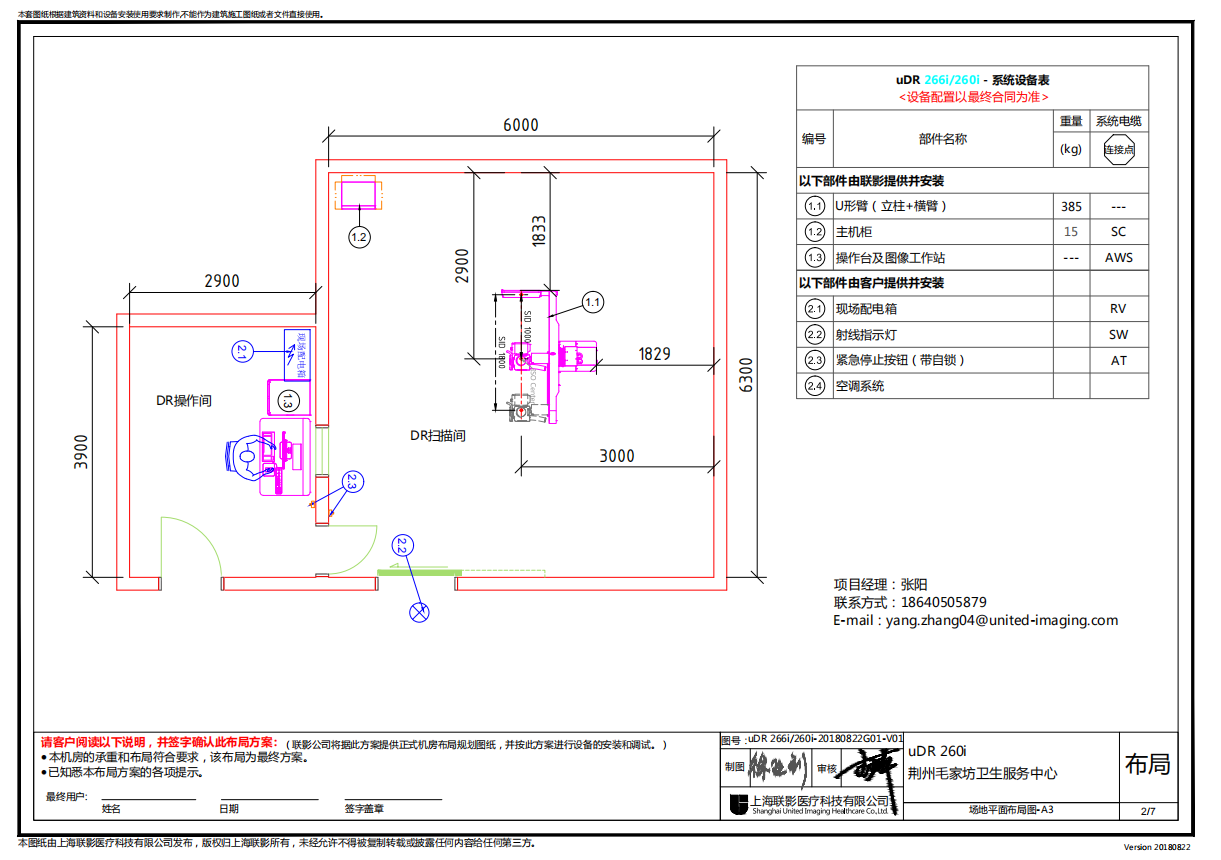 本套图纸根据建筑资料和设备安装使用要求制作,不能作为建筑施工图纸或者文件直接使用。
uDR 266i/260i - 系统设备表
<设备配置以最终合同为准>
编号 部件名称 重量 (kg) 系统电缆 连接点
以下部件由联影提供并安装
1.1 U形臂（立柱+横臂） 385 ---
1.2 主机柜 15 SC
1.3 操作台及图像工作站 --- AWS
以下部件由客户提供并安装
2.1 现场配电箱 RV
2.2 射线指示灯 SW
2.3 紧急停止按钮（带自锁） AT
2.4 空调系统
6000
1.2
1833
2900
2900
1.1
SID 1000
SID 1800
ISO Center
1829
6300
2.1
现场配电箱
1.3
DR操作间
DR扫描间
3900
3000
2.3
2.2
项目经理：张阳
联系方式：18640505879
E-mail：yang.zhang04@united-imaging.com
请客户阅读以下说明，并签字确认此布局方案：（联影公司将据此方案提供正式机房布局规划图纸，并按此方案进行设备的安装和调试。）
●本机房的承重和布局符合要求，该布局为最终方案。
●已知悉本布局方案的各项提示。
最终用户:
姓名 日期 签字盖章
图号：uDR 266i/260i-20180822G01-V01
制图 审核
上海联影医疗科技有限公司
Shanghai United Imaging Healthcare Co.,Ltd.
uDR 260i
荆州毛家坊卫生服务中心
场地平面布局图-A3
布局
2/7
本图纸由上海联影医疗科技有限公司发布，版权归上海联影所有，未经允许不得被复制转载或披露任何内容给任何第三方。
Version 20180822